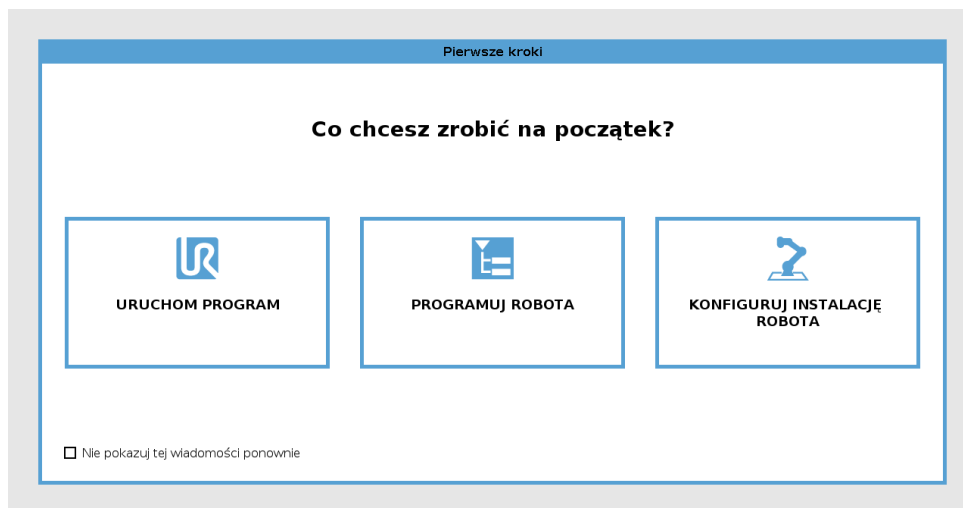 Pierwsze kroki
Co chcesz zrobić na początek?
URUCHOM PROGRAM
PROGRAMUJ ROBOTA
KONFIGURUJ INSTALACJĘ
ROBOTA
Nie pokazuj tej wiadomości ponownie